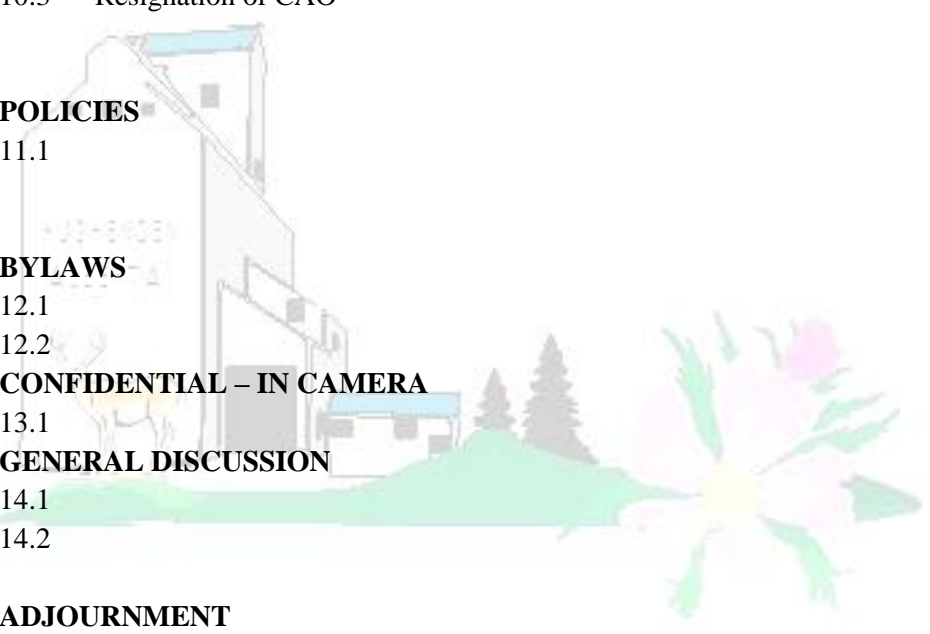 10.3 Resignation of CAO
POLICIES
11.1
BYLAWS
12.1
12.2
CONFIDENTIAL – IN CAMERA
13.1
GENERAL DISCUSSION
14.1
14.2
ADJOURNMENT